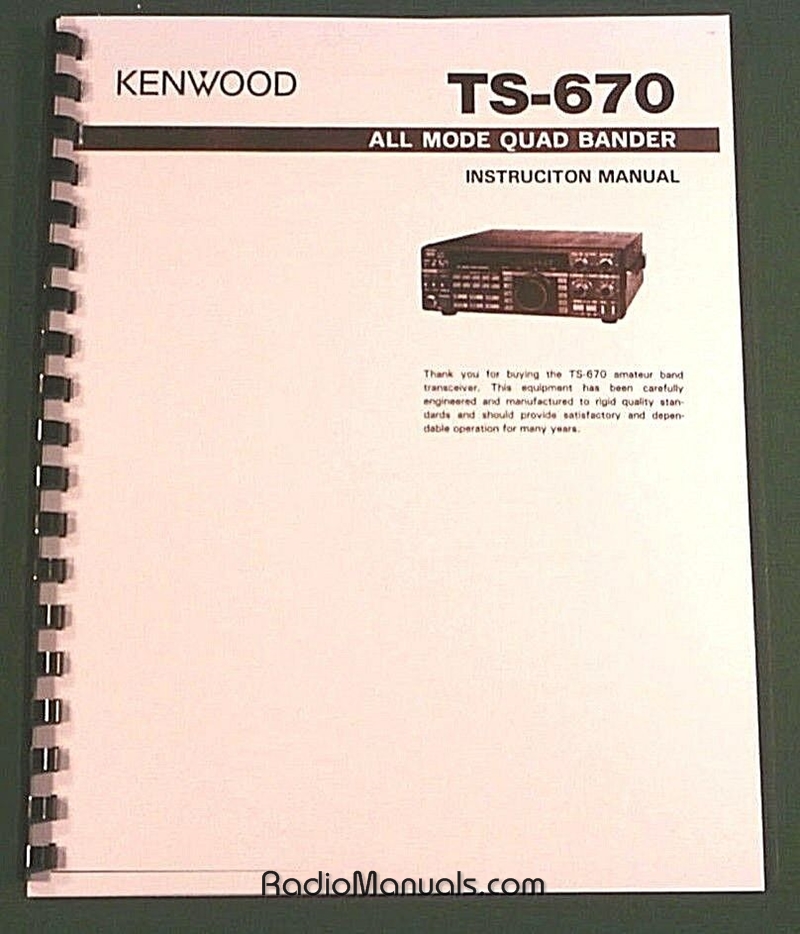 KENWOOD
TS-670
ALL MODE QUAD BANDER
INSTRUCITON MANUAL
Thank you for buying the TS-670 amateur band
transceiver. This equipment has been carefully
engineered and manufactured to rigid quality stan-
dards and should provide satisfactory and depen-
dable operation for many years.
RadioManuals.com